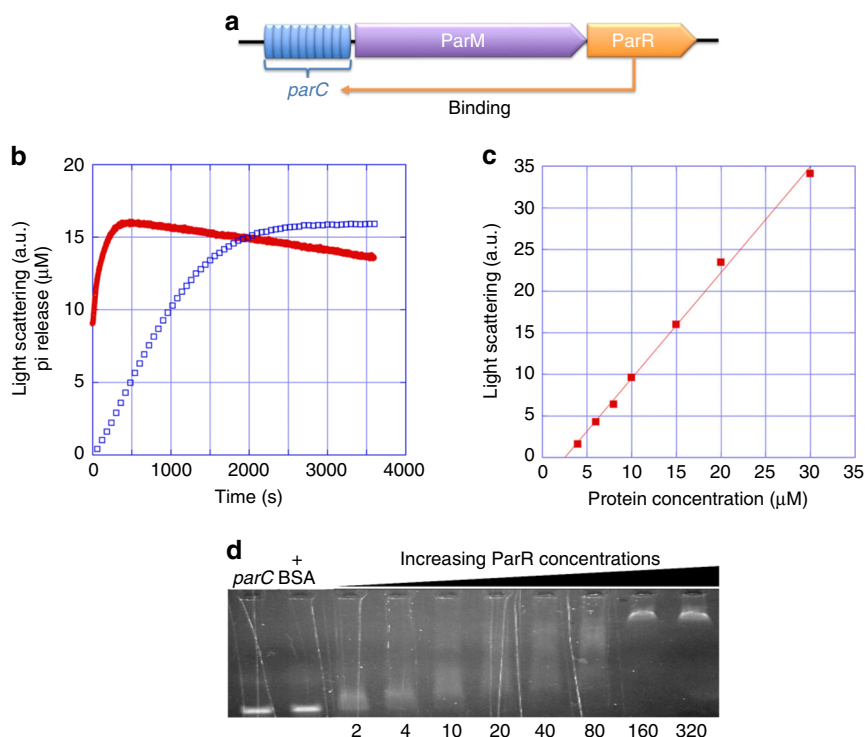 a
ParM
ParR
parC
Binding
b
Light scattering (a.u.)
pi release (μM)
20
15
10
5
0
0 1000 2000 3000 4000
Time (s)
c
Light scattering (a.u.)
35
30
25
20
15
10
5
0
0 5 10 15 20 25 30 35
Protein concentration (μM)
d
+
parC BSA
Increasing ParR concentrations
2 4 10 20 40 80 160 320